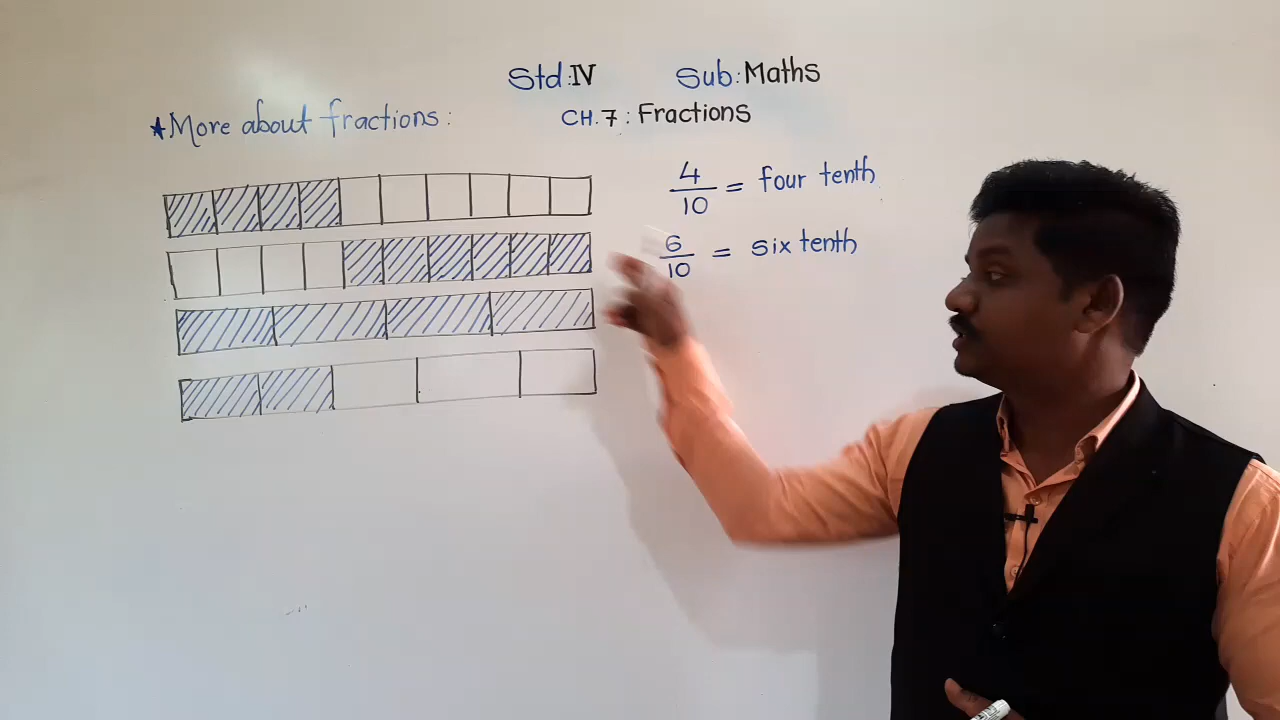 Std:IV Sub:Maths
★More about fractions:
CH.7: Fractions
4/10 = four tenth
6/10 = six tenth